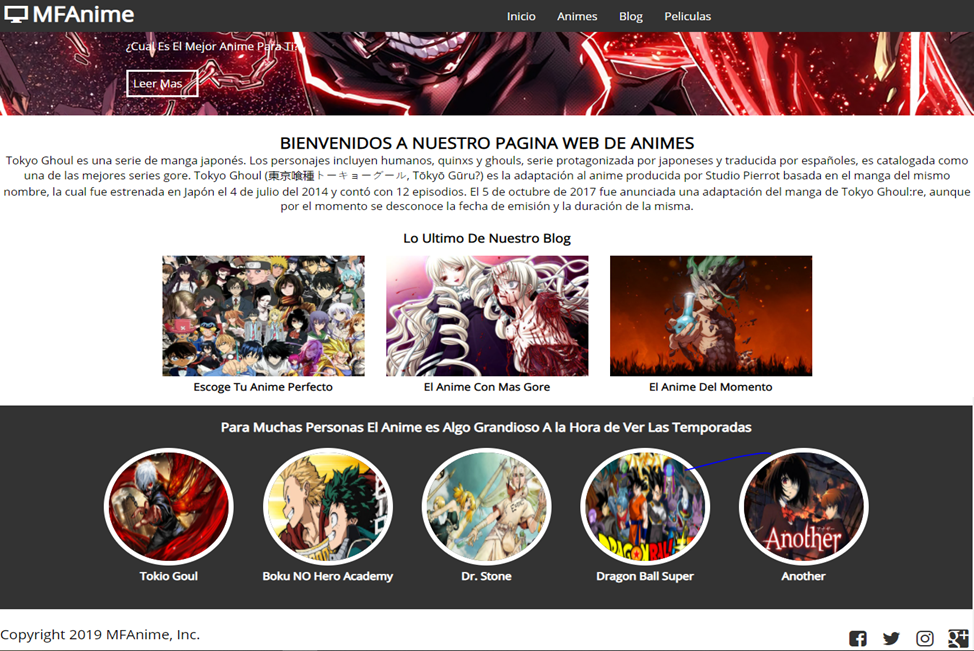 MFAnime
Inicio Animes Blog Peliculas
¿Cual Es El Mejor Anime Para Ti?
Leer Mas
BIENVENIDOS A NUESTRO PAGINA WEB DE ANIMES
Tokyo Ghoul es una serie de manga japonés. Los personajes incluyen humanos, quinxs y ghouls, serie protagonizada por japoneses y traducida por españoles, es catalogada como
una de las mejores series gore. Tokyo Ghoul (東京喰種トーキョーグール, Tōkyō Gūru?) es la adaptación al anime producida por Studio Pierrot basada en el manga del mismo
nombre, la cual fue estrenada en Japón el 4 de julio del 2014 y contó con 12 episodios. El 5 de octubre de 2017 fue anunciada una adaptación del manga de Tokyo Ghoul:re, aunque
por el momento se desconoce la fecha de emisión y la duración de la misma.
Lo Ultimo De Nuestro Blog
Escoge Tu Anime Perfecto
El Anime Con Mas Gore
El Anime Del Momento
Para Muchas Personas El Anime es Algo Grandioso A la Hora de Ver Las Temporadas
DRAGON BALL
Another
Tokio Goul
Boku NO Hero Academy
Dr. Stone
Dragon Ball Super
Another
Copyright 2019 MFAnime, Inc.